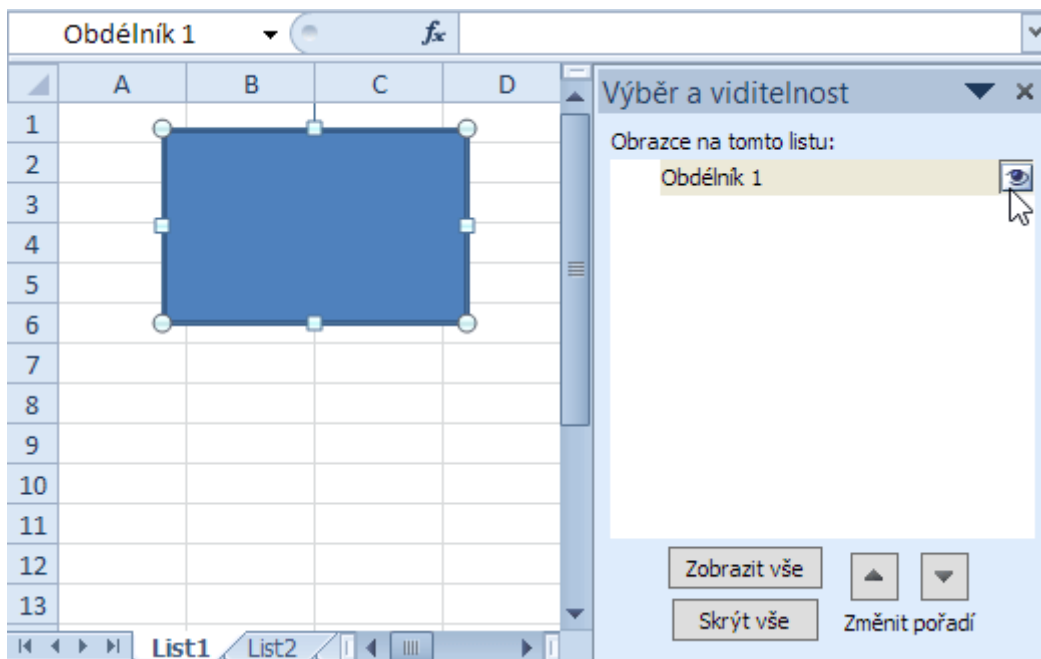 Obdélník 1
fx
A B C D
Výběr a viditelnost
Obrazce na tomto listu:
Obdélník 1
1
2
3
4
5
6
7
8
9
10
11
12
13
Zobrazit vše
Skrýt vše
Změnit pořadí
List1 List2